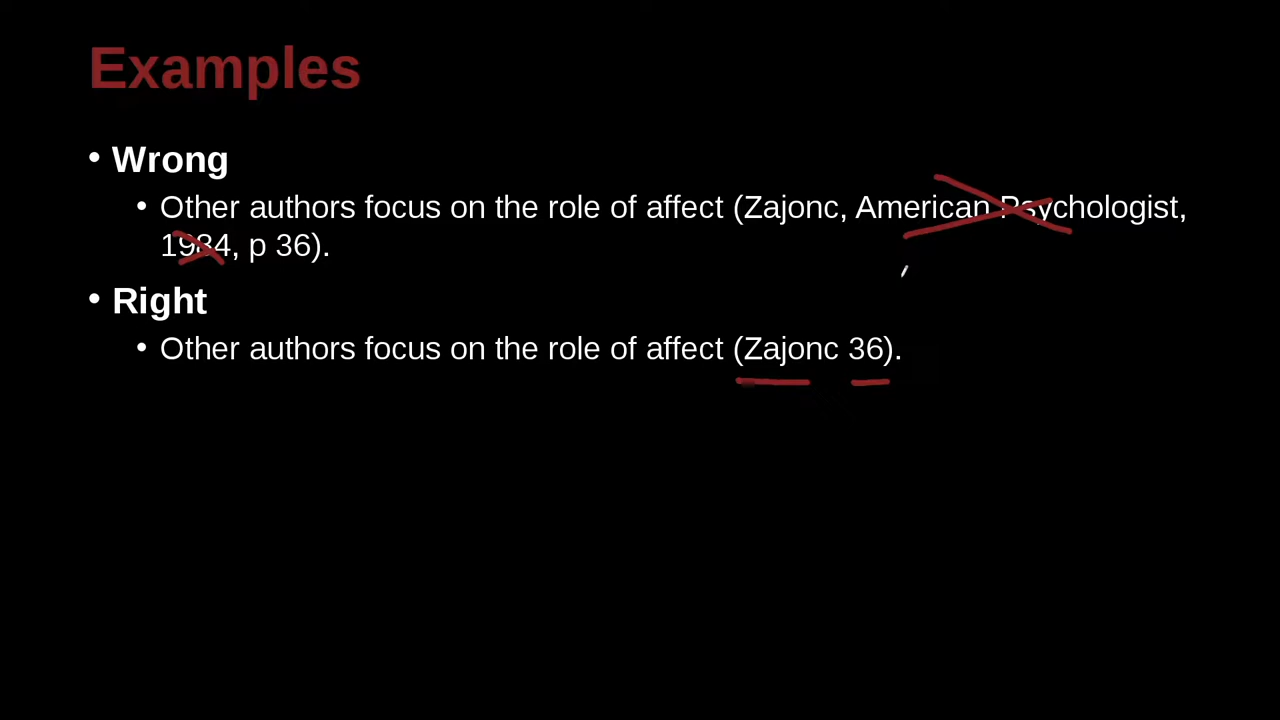 Examples
• Wrong
• Other authors focus on the role of affect (Zajonc, American Psychologist,
1984, p 36).
• Right
• Other authors focus on the role of affect (Zajonc 36).